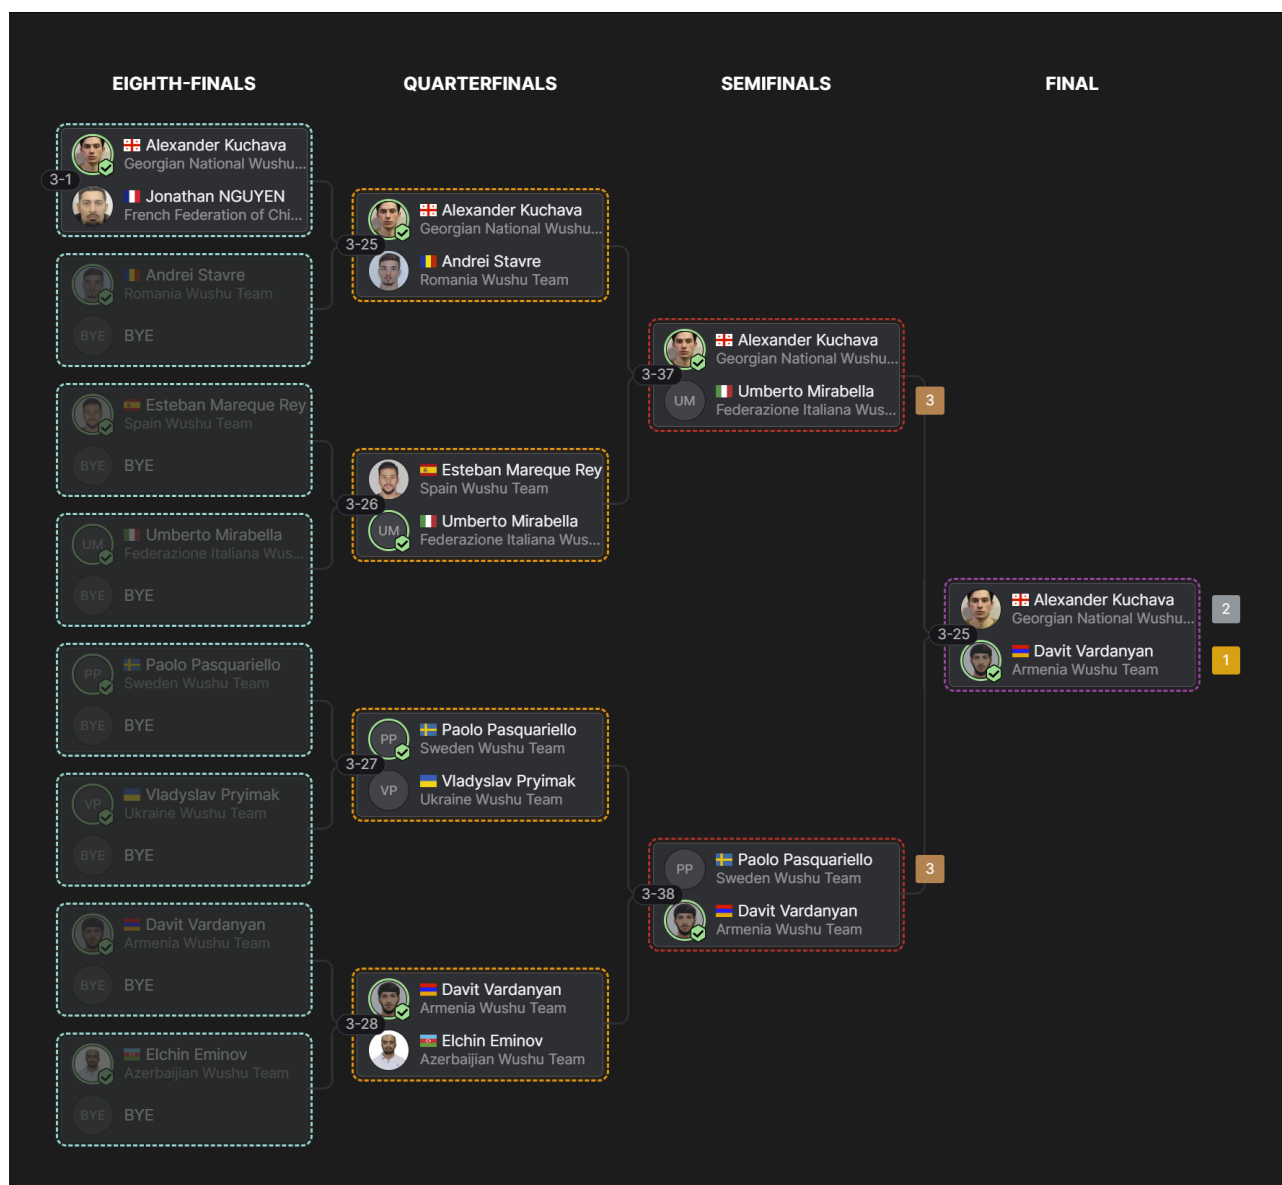 EIGHTH-FINALS
QUARTERFINALS
SEMIFINALS
FINAL
Alexander Kuchava
Georgian National Wushu...
3-1
Jonathan NGUYEN
French Federation of Chi...
Andrei Stavre
Romania Wushu Team
BYE BYE
Esteban Mareque Rey
Spain Wushu Team
BYE BYE
UM Umberto Mirabella
Federazione Italiana Wus...
BYE BYE
PP Paolo Pasquariello
Sweden Wushu Team
BYE BYE
VP Vladyslav Pryimak
Ukraine Wushu Team
BYE BYE
Davit Vardanyan
Armenia Wushu Team
BYE BYE
Elchin Eminov
Azerbaijian Wushu Team
BYE BYE
Alexander Kuchava
Georgian National Wushu...
3-25
Andrei Stavre
Romania Wushu Team
Esteban Mareque Rey
Spain Wushu Team
3-26
UM Umberto Mirabella
Federazione Italiana Wus...
PP Paolo Pasquariello
Sweden Wushu Team
3-27
VP Vladyslav Pryimak
Ukraine Wushu Team
Davit Vardanyan
Armenia Wushu Team
3-28
Elchin Eminov
Azerbaijian Wushu Team
Alexander Kuchava
Georgian National Wushu...
3-37
UM Umberto Mirabella
Federazione Italiana Wus...
3
PP Paolo Pasquariello
Sweden Wushu Team
3
3-38
Davit Vardanyan
Armenia Wushu Team
Alexander Kuchava
Georgian National Wushu...
2
3-25
Davit Vardanyan
Armenia Wushu Team
1